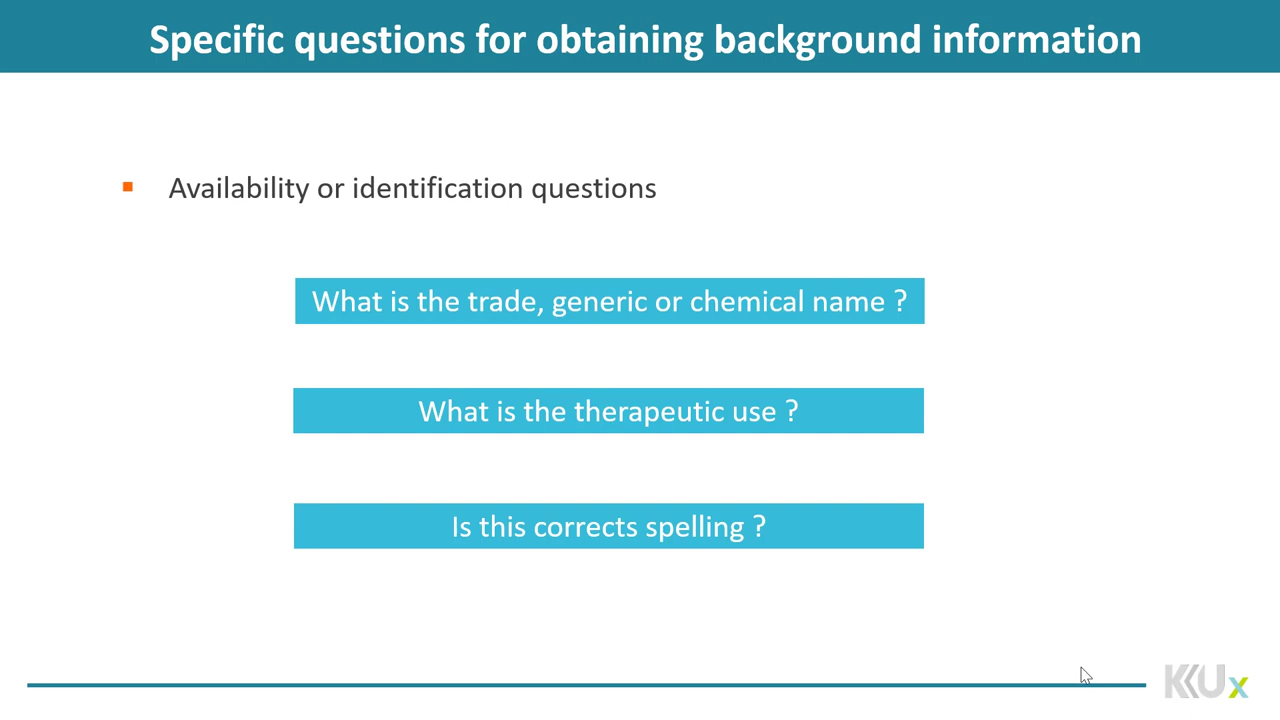 Specific questions for obtaining background information
Availability or identification questions
What is the trade, generic or chemical name ?
What is the therapeutic use ?
Is this corrects spelling ?
KKUx